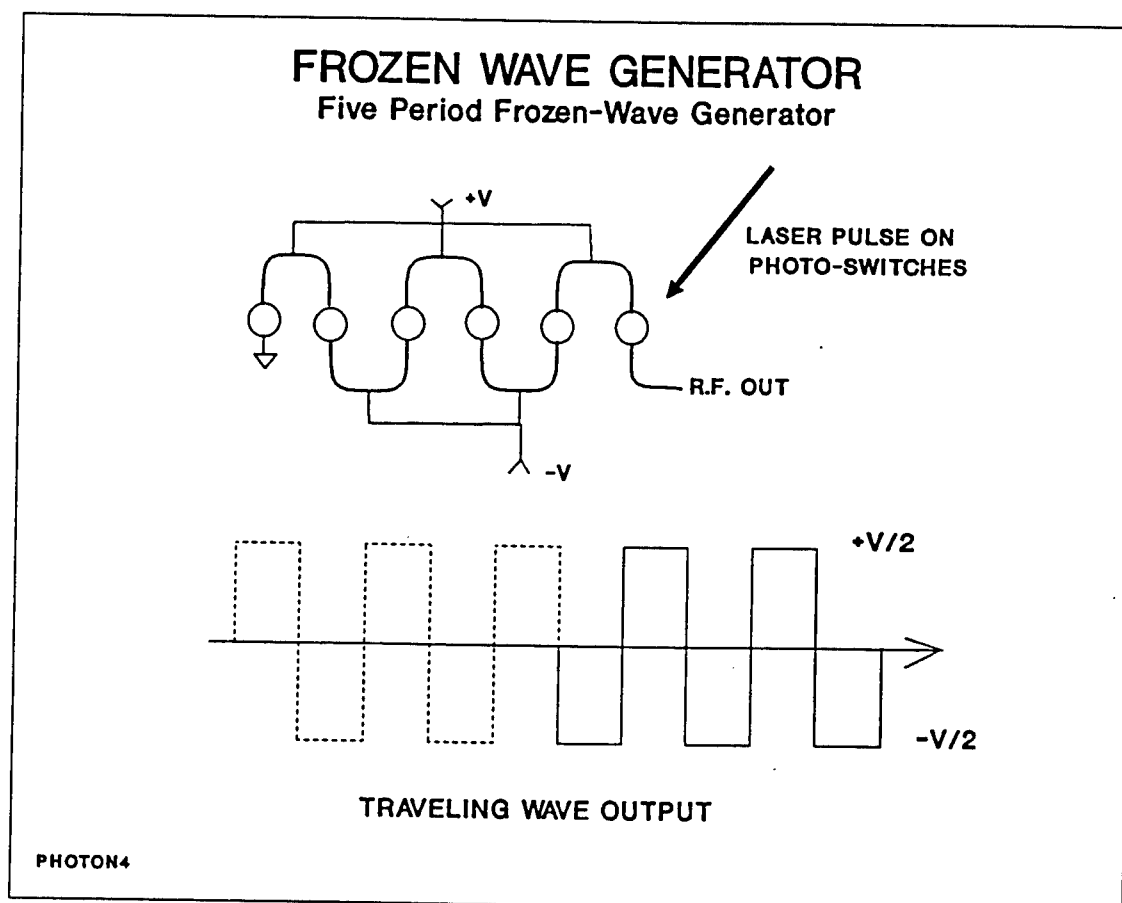 FROZEN WAVE GENERATOR
Five Period Frozen-Wave Generator
+V
LASER PULSE ON
PHOTO-SWITCHES
R.F. OUT
-V
+V/2
-V/2
TRAVELING WAVE OUTPUT
PHOTON4